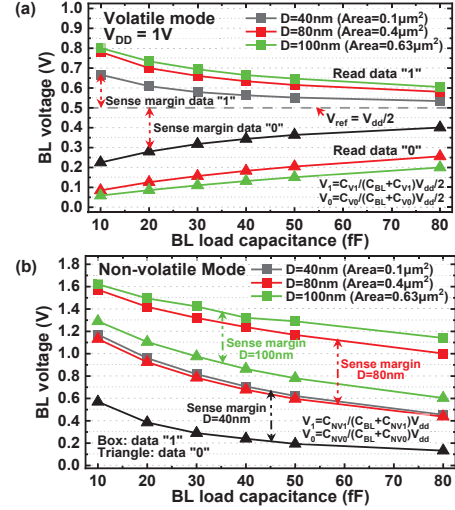 (a)
Volatile mode
V_DD = 1V
D=40nm (Area=0.1μm²)
D=80nm (Area=0.4μm²)
D=100nm (Area=0.63μm²)
1.0
0.9
0.8
0.7
0.6
0.5
0.4
0.3
0.2
0.1
0.0
BL voltage (V)
Read data "1"
Sense margin data "1"
V_ref = V_dd/2
Sense margin data "0"
Read data "0"
V_1=C_V1/(C_BL+C_V1)V_dd/2
V_0=C_V0/(C_BL+C_V0)V_dd/2
10 20 30 40 50 60 70 80
BL load capacitance (fF)
(b)
Non-volatile Mode
D=40nm (Area=0.1μm²)
D=80nm (Area=0.4μm²)
D=100nm (Area=0.63μm²)
1.8
1.6
1.4
1.2
1.0
0.8
0.6
0.4
0.2
0.0
BL voltage (V)
Sense
margin
D=100nm
Sense margin
D=80nm
Sense margin
D=40nm
V_1=C_NV1/(C_BL+C_NV1)V_dd
V_0=C_NV0/(C_BL+C_NV0)V_dd
Box: data "1"
Triangle: data "0"
10 20 30 40 50 60 70 80
BL load capacitance (fF)